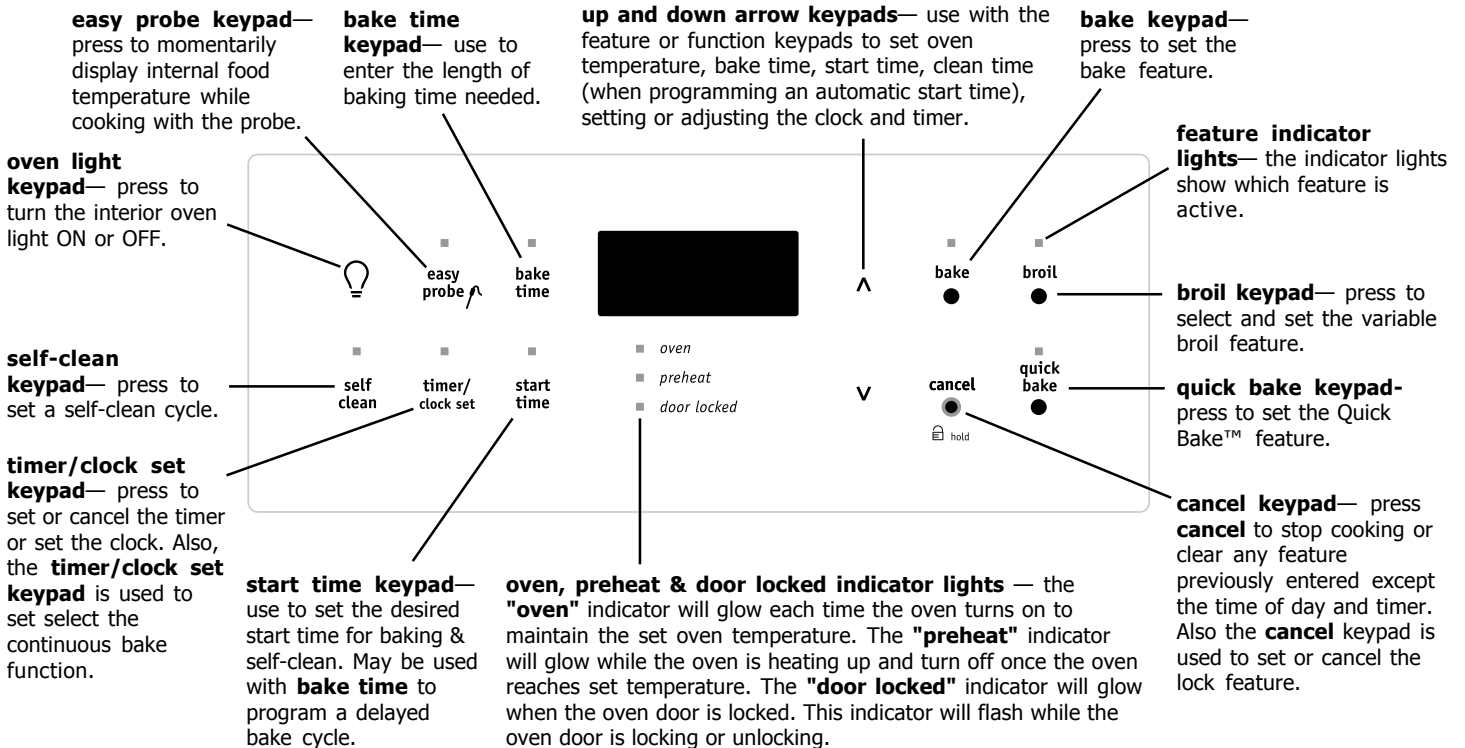 easy probe keypad—
press to momentarily
display internal food
temperature while
cooking with the probe.
bake time
keypad— use to
enter the length of
baking time needed.
up and down arrow keypads— use with the
feature or function keypads to set oven
temperature, bake time, start time, clean time
(when programming an automatic start time),
setting or adjusting the clock and timer.
bake keypad—
press to set the
bake feature.
feature indicator
lights— the indicator lights
show which feature is
active.
oven light
keypad— press to
turn the interior oven
light ON or OFF.
easy
probe
bake
time
bake
broil
broil keypad— press to
select and set the variable
broil feature.
self-clean
keypad— press to
set a self-clean cycle.
self
clean
timer/
clock set
start
time
oven
preheat
door locked
cancel
hold
quick
bake
quick bake keypad-
press to set the Quick
Bake™ feature.
timer/clock set
keypad— press to
set or cancel the timer
or set the clock. Also,
the timer/clock set
keypad is used to
set select the
continuous bake
function.
start time keypad—
use to set the desired
start time for baking &
self-clean. May be used
with bake time to
program a delayed
bake cycle.
oven, preheat & door locked indicator lights — the
"oven" indicator will glow each time the oven turns on to
maintain the set oven temperature. The "preheat" indicator
will glow while the oven is heating up and turn off once the oven
reaches set temperature. The "door locked" indicator will glow
when the oven door is locked. This indicator will flash while the
oven door is locking or unlocking.
cancel keypad— press
cancel to stop cooking or
clear any feature
previously entered except
the time of day and timer.
Also the cancel keypad is
used to set or cancel the
lock feature.